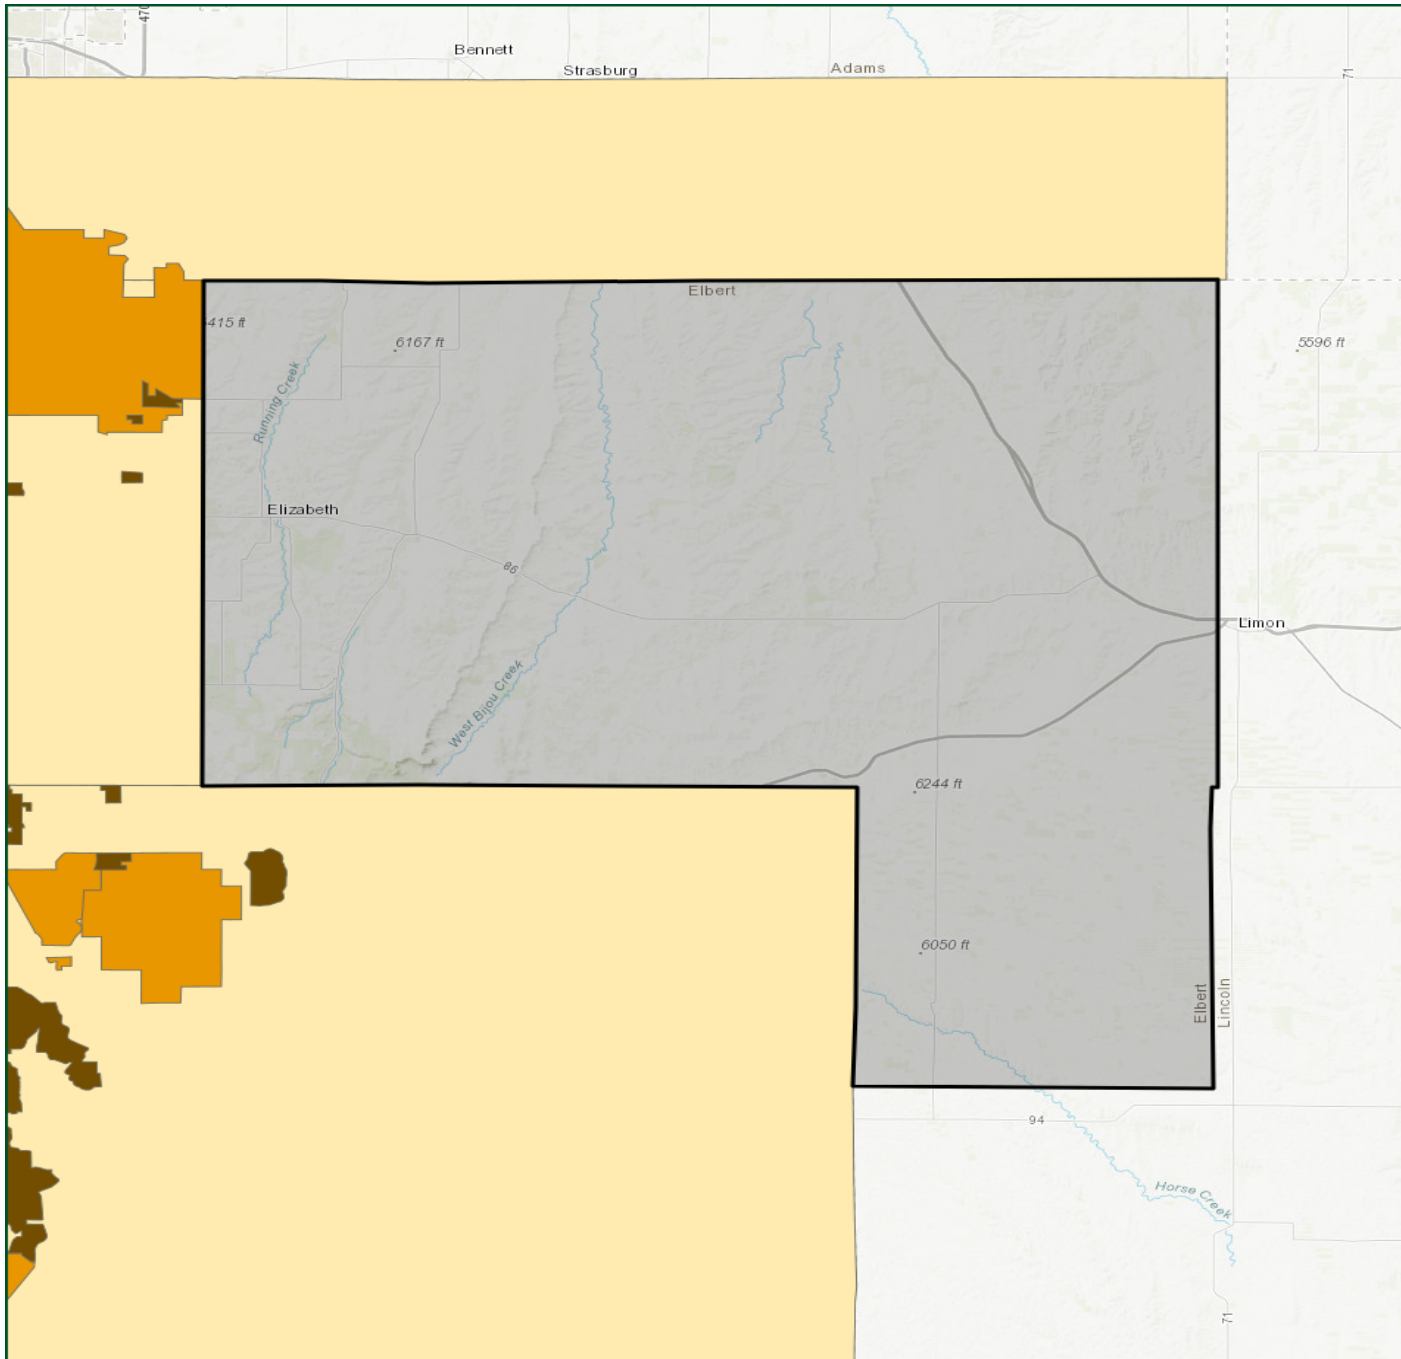 470
Bennett
Strasburg
Adams
71
Elbert
415 ft
6167 ft
5596 ft
Running Creek
Elizabeth
86
Limon
West Bijou Creek
6244 ft
6050 ft
Elbert
Lincoln
94
Horse Creek
71